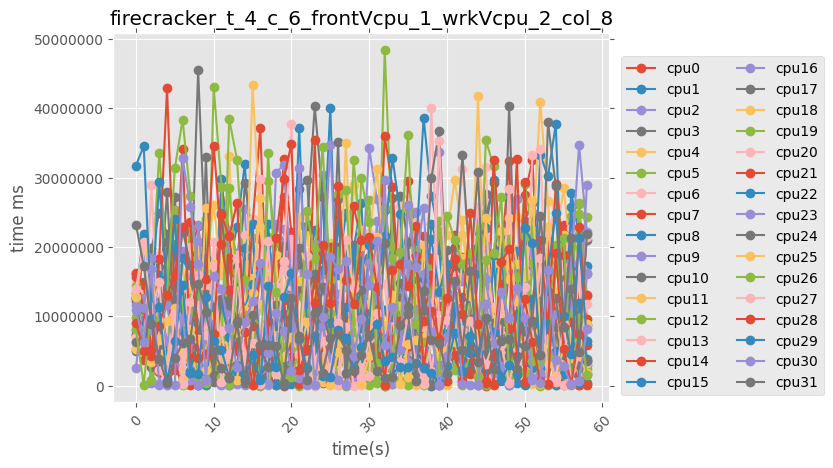 firecracker_t_4_c_6_frontVcpu_1_wrkVcpu_2_col_8
time ms
50000000
40000000
30000000
20000000
10000000
0
0
10
20
30
40
50
60
time(s)
cpu0
cpu1
cpu2
cpu3
cpu4
cpu5
cpu6
cpu7
cpu8
cpu9
cpu10
cpu11
cpu12
cpu13
cpu14
cpu15
cpu16
cpu17
cpu18
cpu19
cpu20
cpu21
cpu22
cpu23
cpu24
cpu25
cpu26
cpu27
cpu28
cpu29
cpu30
cpu31